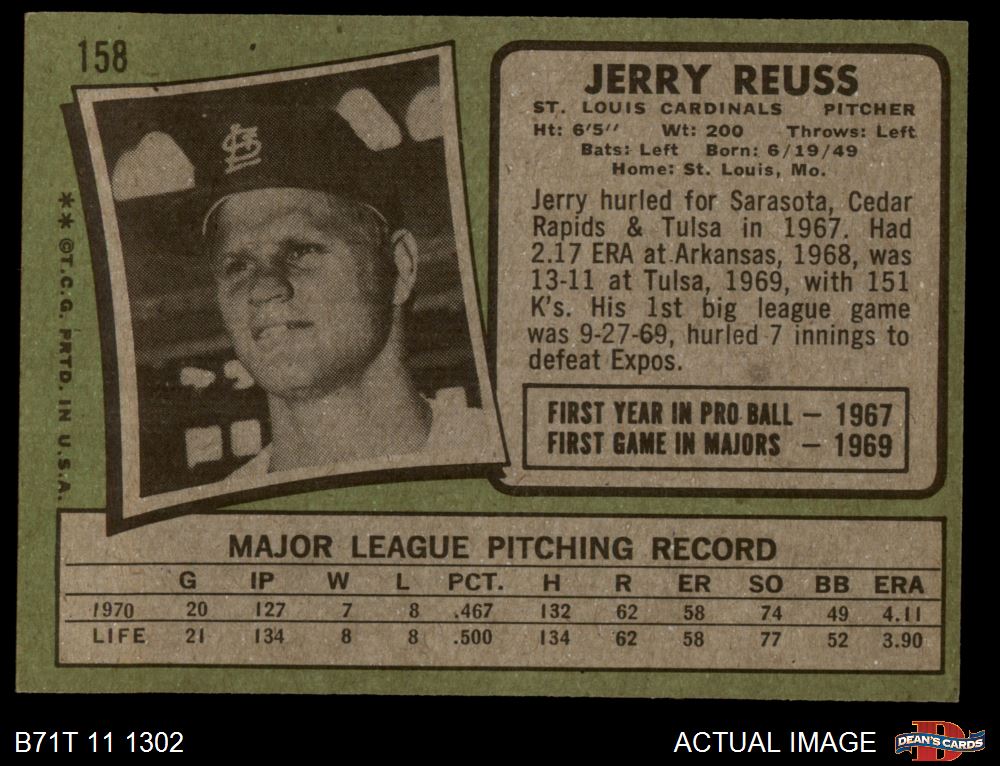 158
JERRY REUSS
ST. LOUIS CARDINALS PITCHER
Ht: 6'5" Wt: 200 Throws: Left
Bats: Left Born: 6/19/49
Home: St. Louis, Mo.
Jerry hurled for Sarasota, Cedar
Rapids & Tulsa in 1967. Had
2.17 ERA at Arkansas, 1968, was
13-11 at Tulsa, 1969, with 151
K's. His 1st big league game
was 9-27-69, hurled 7 innings to
defeat Expos.
FIRST YEAR IN PRO BALL — 1967
FIRST GAME IN MAJORS — 1969
** ©T.C.G. PRTD. IN U.S.A.
StL
MAJOR LEAGUE PITCHING RECORD
G IP W L PCT. H R ER SO BB ERA
1970 20 127 7 8 .467 132 62 58 74 49 4.11
LIFE 21 134 8 8 .500 134 62 58 77 52 3.90
B71T 11 1302
ACTUAL IMAGE
DEAN'S CARDS